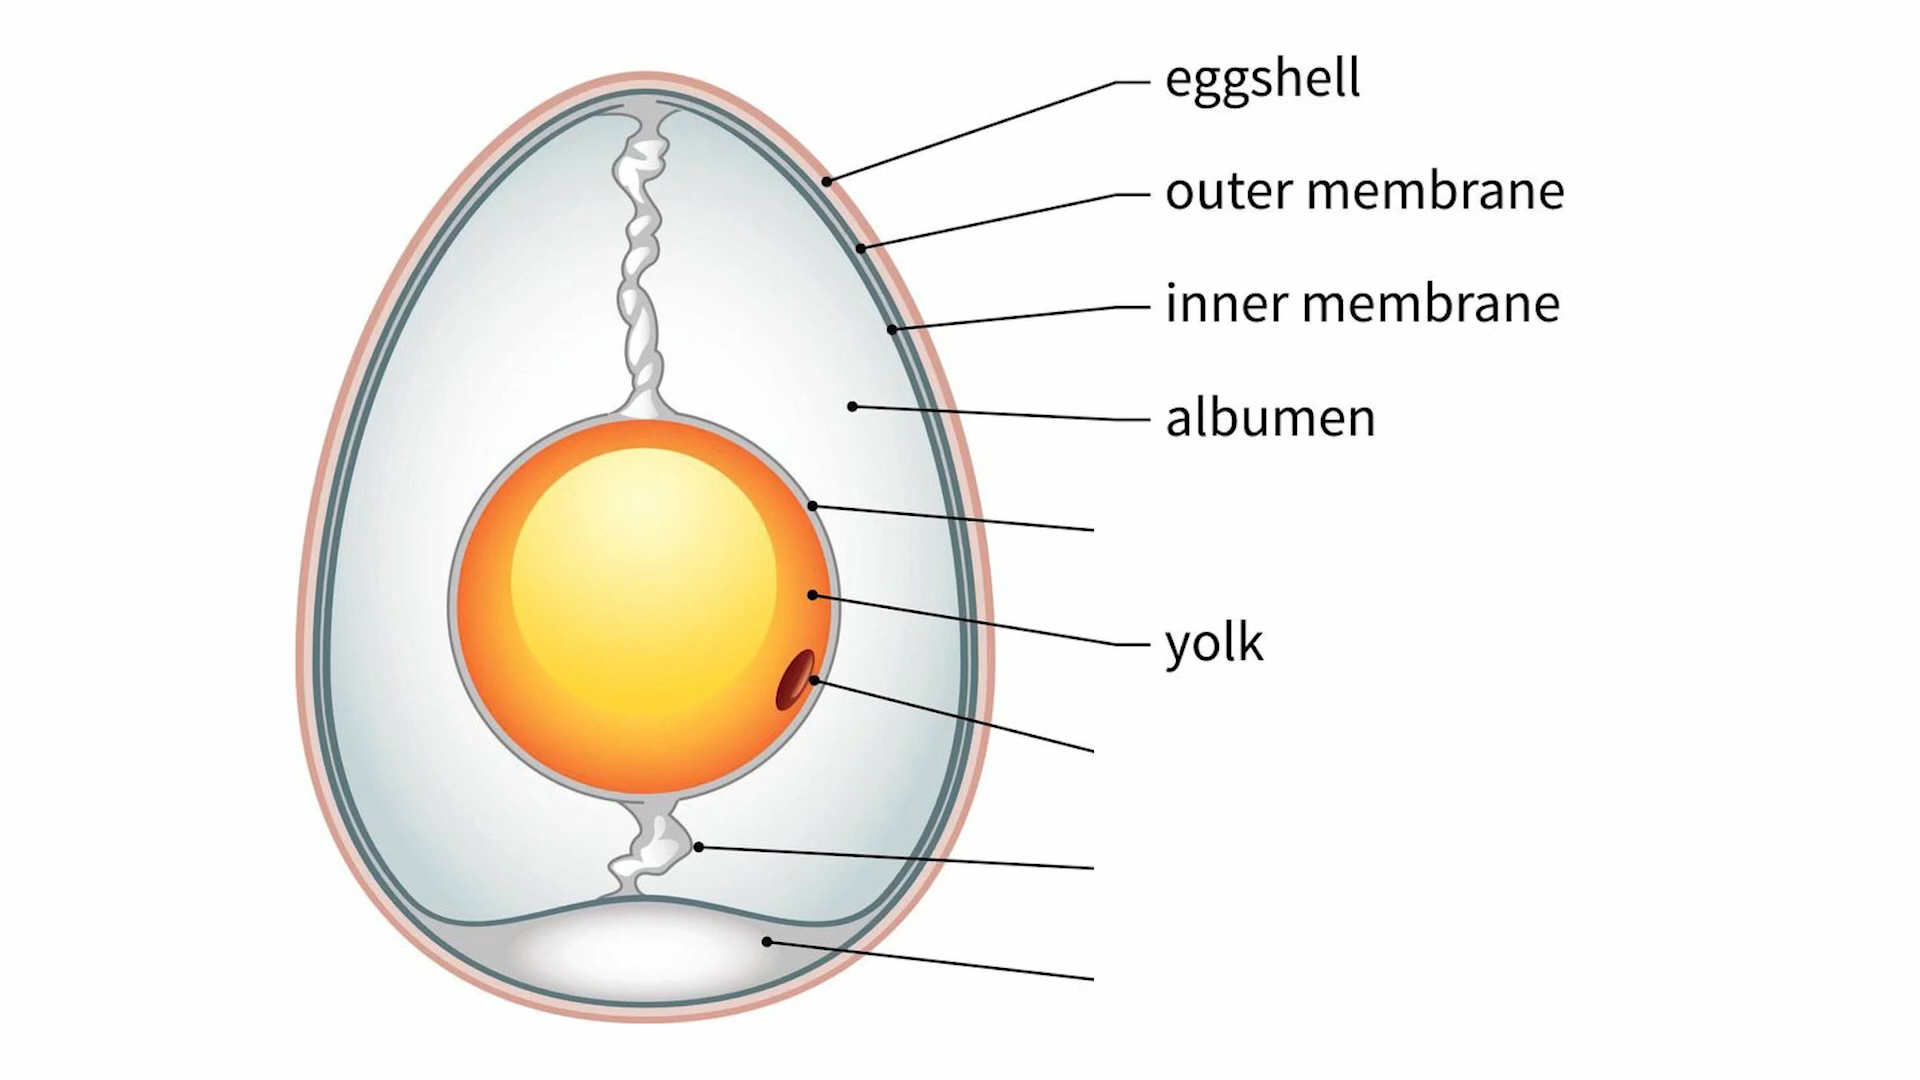 eggshell
outer membrane
inner membrane
albumen
yolk